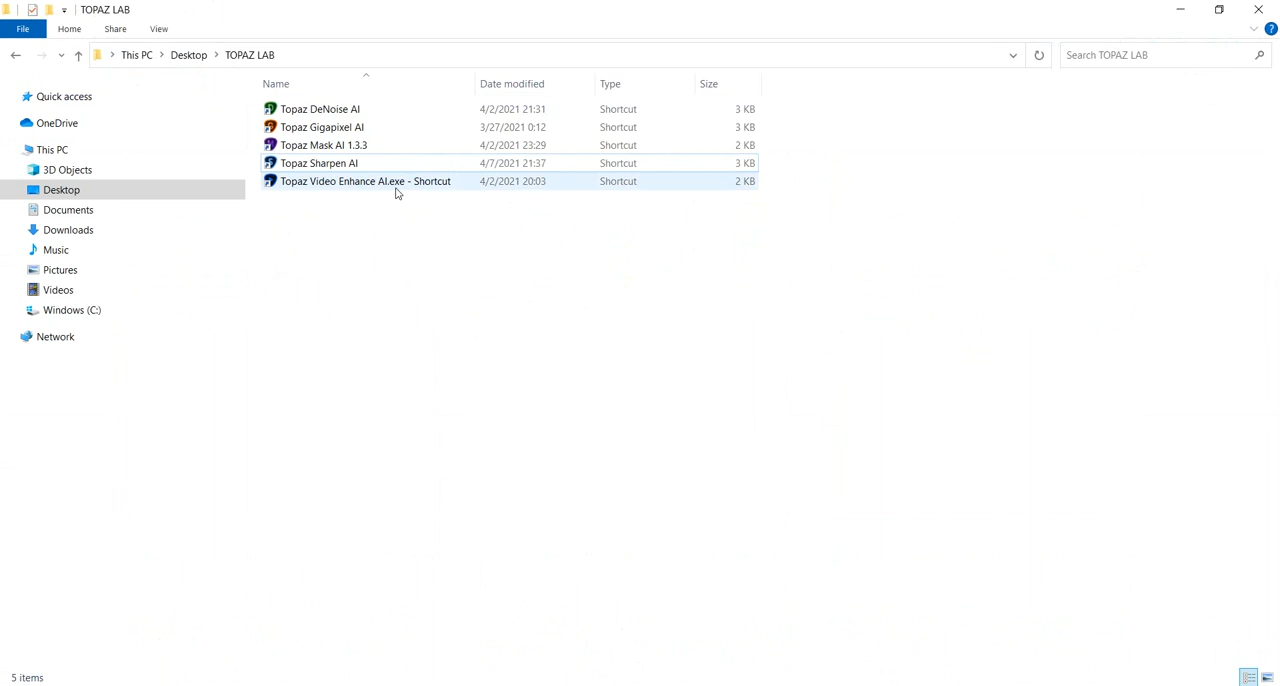 TOPAZ LAB
File Home Share View
This PC Desktop TOPAZ LAB Search TOPAZ LAB
Name Date modified Type Size
Quick access
OneDrive
This PC
3D Objects
Desktop
Documents
Downloads
Music
Pictures
Videos
Windows (C:)
Network
Topaz DeNoise AI 4/2/2021 21:31 Shortcut 3 KB
Topaz Gigapixel AI 3/27/2021 0:12 Shortcut 3 KB
Topaz Mask AI 1.3.3 4/2/2021 23:29 Shortcut 2 KB
Topaz Sharpen AI 4/7/2021 21:37 Shortcut 3 KB
Topaz Video Enhance AI.exe - Shortcut 4/2/2021 20:03 Shortcut 2 KB
5 items